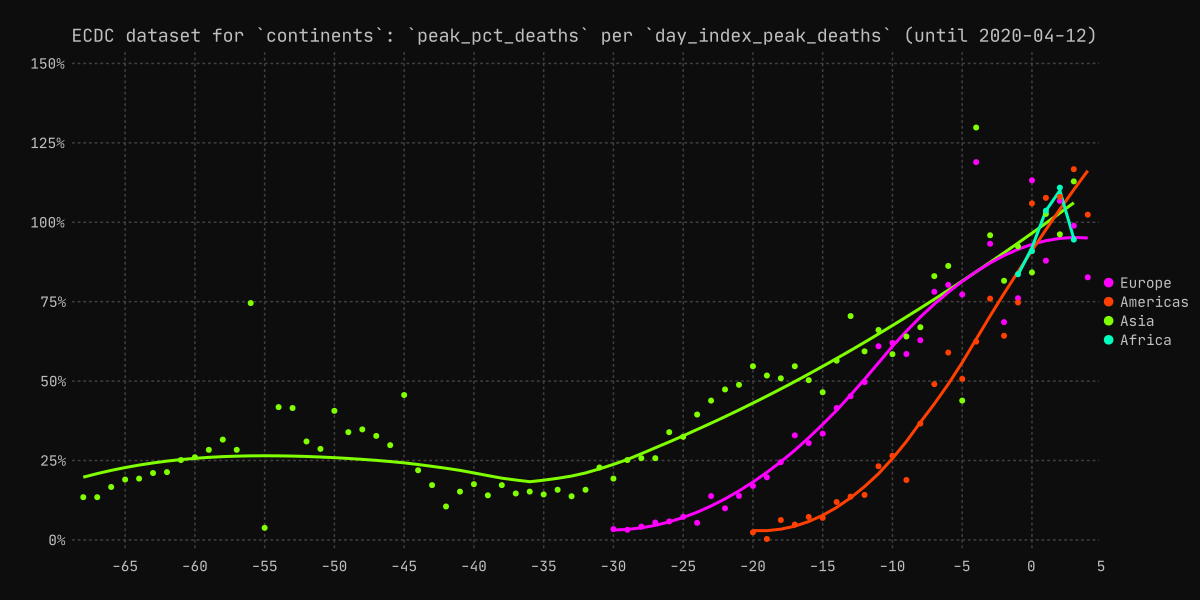 ECDC dataset for `continents`: `peak_pct_deaths` per `day_index_peak_deaths` (until 2020-04-12)
150%
125%
100%
75%
50%
25%
0%
Europe
Americas
Asia
Africa
-65 -60 -55 -50 -45 -40 -35 -30 -25 -20 -15 -10 -5 0 5